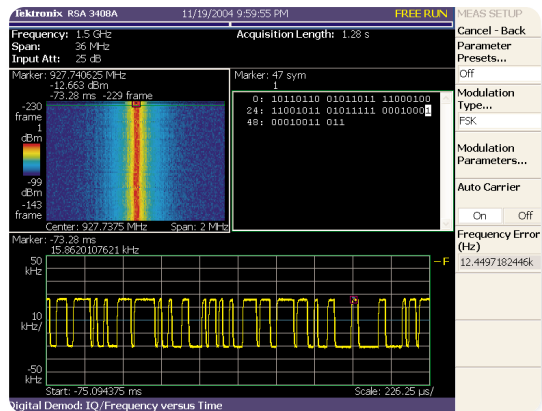 Tektronix RSA 3408A 11/19/2004 9:59:55 PM FREE RUN
Frequency: 1.5 GHz Acquisition Length: 1.28 s
Span: 36 MHz
Input Att: 25 dB
Marker: 927.740625 MHz
-12.663 dBm
-73.28 ms -229 frame
-230
frame
1
dBm
-99
dBm
-143
frame
Center: 927.7375 MHz Span: 2 MHz
Marker: 47 sym
1
0: 10110110 01011011 11000100
24: 11001011 01011111 00010001
48: 00010011 011
Marker: -73.28 ms
15.8620107621 kHz
50
kHz
10
kHz/
-50
kHz
-F
Start: -75.094375 ms Scale: 226.25 µs/
Digital Demod: IQ/Frequency versus Time
MEAS SETUP
Cancel - Back
Parameter
Presets...
Off
Modulation
Type...
FSK
Modulation
Parameters...
Auto Carrier
On Off
Frequency Error
(Hz)
12.4497182446k